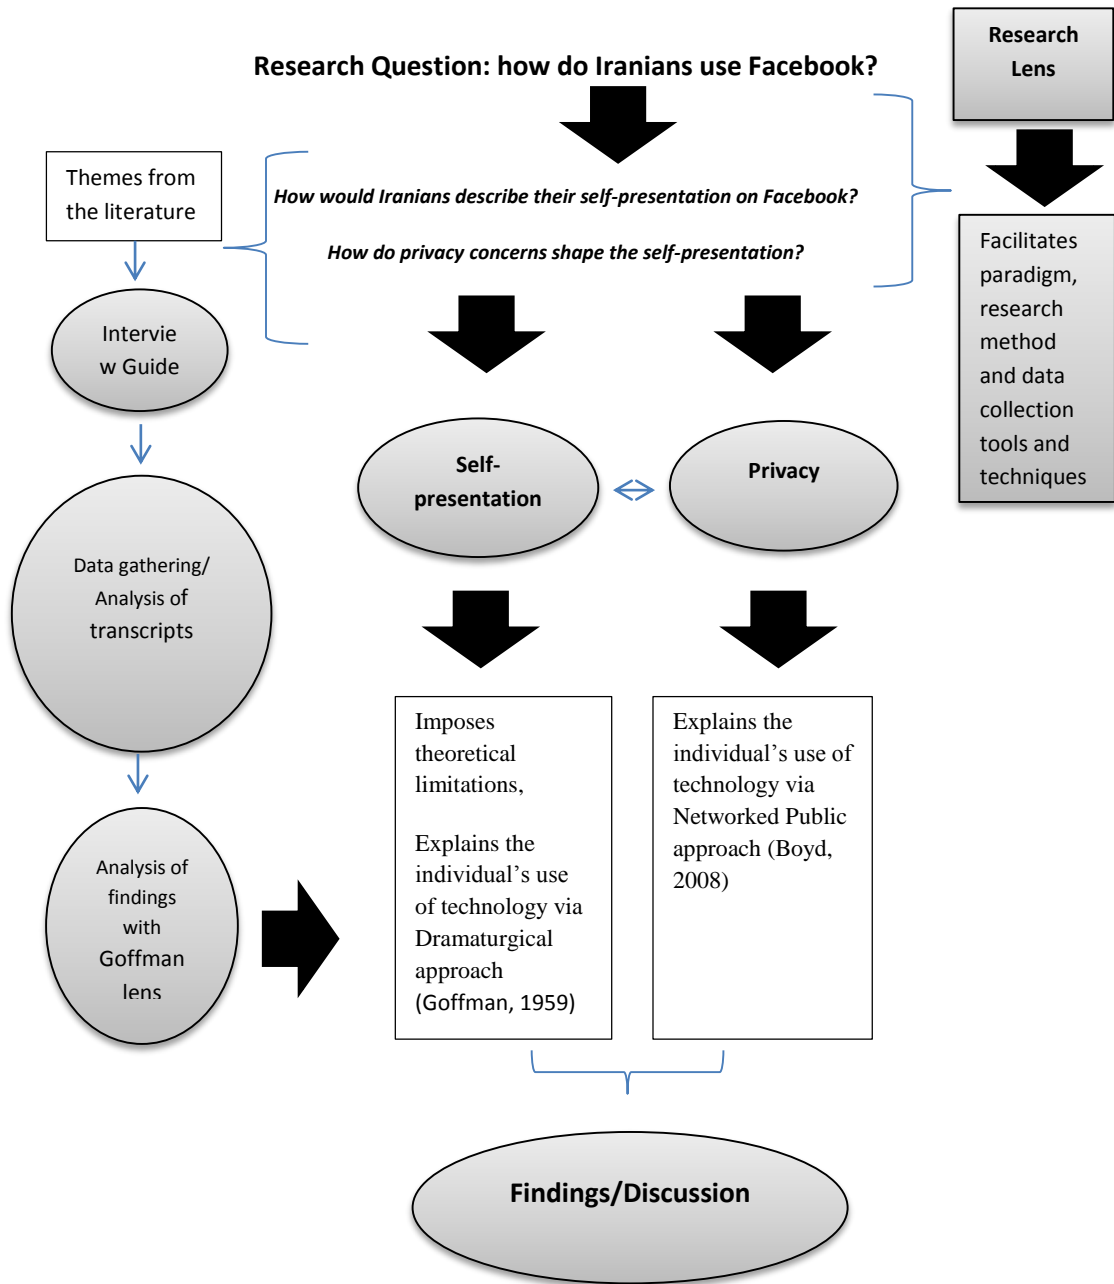 Research Question: how do Iranians use Facebook?
Research
Lens
Themes from
the literature
How would Iranians describe their self-presentation on Facebook?
How do privacy concerns shape the self-presentation?
Facilitates
paradigm,
research
method
and data
collection
tools and
techniques
Intervie
w Guide
Self-
presentation
Privacy
Data gathering/
Analysis of
transcripts
Imposes
theoretical
limitations,
Explains the
individual’s use
of technology via
Dramaturgical
approach
(Goffman, 1959)
Explains the
individual’s use of
technology via
Networked Public
approach (Boyd,
2008)
Analysis of
findings
with
Goffman
lens
Findings/Discussion